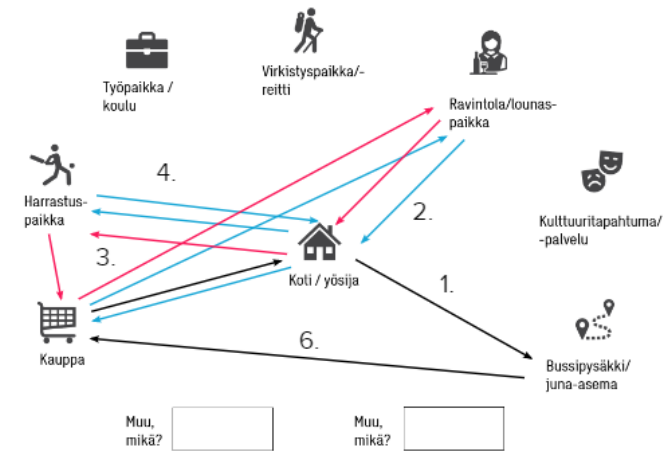 Työpaikka /
koulu
Virkistyspaikka/-
reitti
Ravintola/lounas-
paikka
4.
Harrastus-
paikka
2.
Kulttuuritapahtuma/
-palvelu
3.
Koti / yösija
1.
Kauppa
6.
Bussipysäkki/
juna-asema
Muu,
mikä?
Muu,
mikä?